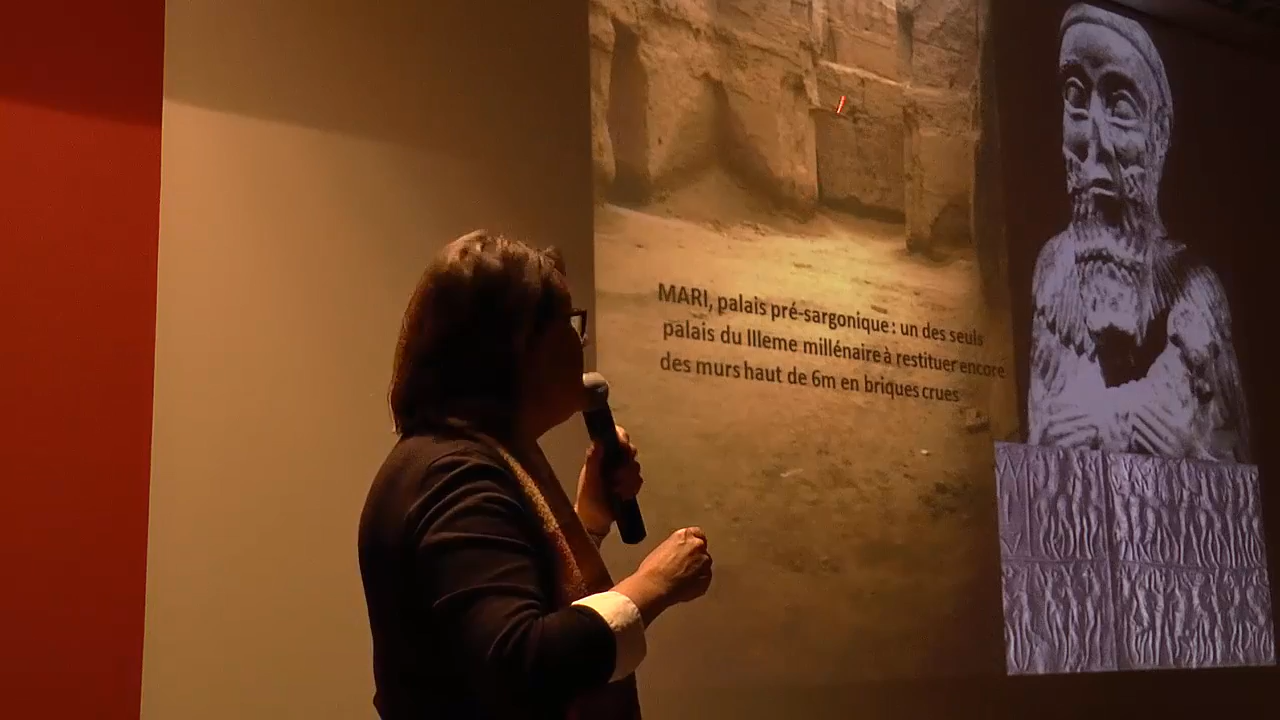 MARI, palais pré-sargonique : un des seuls
palais du IIIeme millénaire à restituer encore
des murs haut de 6m en briques crues